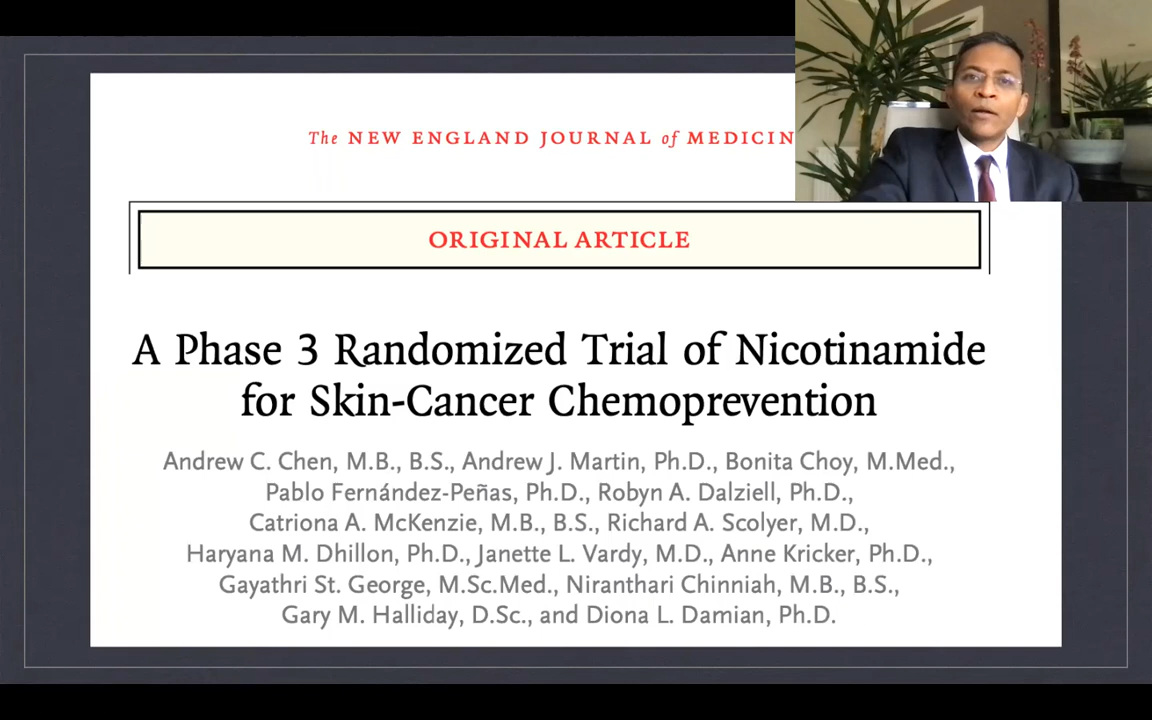 The NEW ENGLAND JOURNAL of MEDICIN
ORIGINAL ARTICLE
A Phase 3 Randomized Trial of Nicotinamide
for Skin-Cancer Chemoprevention
Andrew C. Chen, M.B., B.S., Andrew J. Martin, Ph.D., Bonita Choy, M.Med.,
Pablo Fernández-Peñas, Ph.D., Robyn A. Dalziell, Ph.D.,
Catriona A. McKenzie, M.B., B.S., Richard A. Scolyer, M.D.,
Haryana M. Dhillon, Ph.D., Janette L. Vardy, M.D., Anne Kricker, Ph.D.,
Gayathri St. George, M.Sc.Med., Niranthari Chinniah, M.B., B.S.,
Gary M. Halliday, D.Sc., and Diona L. Damian, Ph.D.